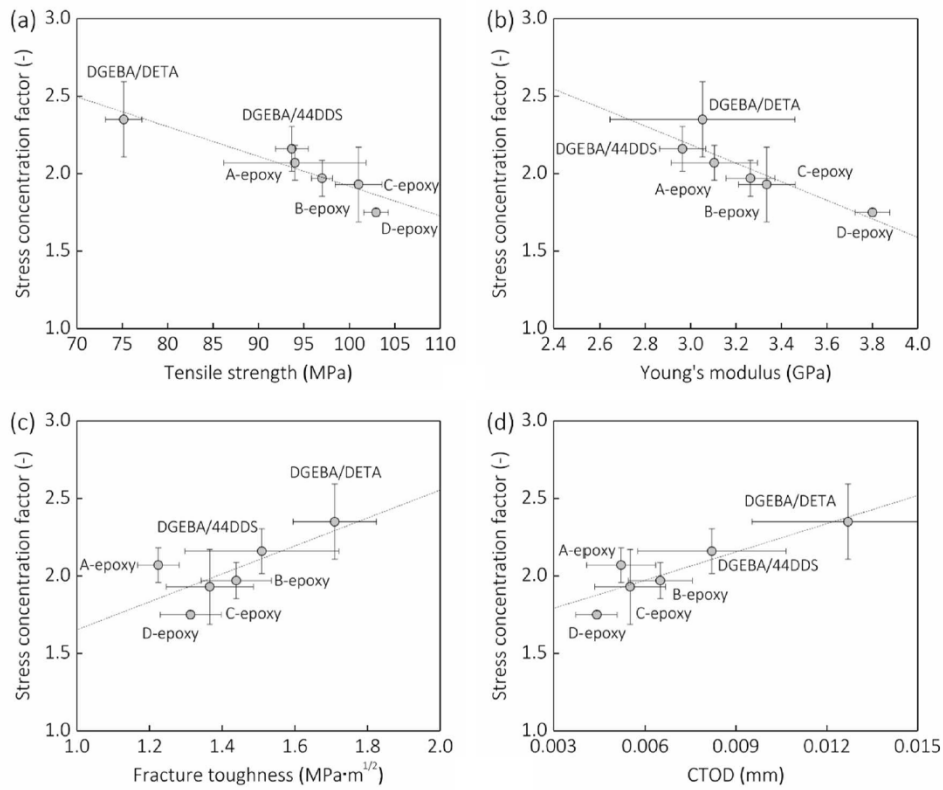 (a)
Stress concentration factor (-)
3.0
2.5
2.0
1.5
1.0
DGEBA/DETA
DGEBA/44DDS
A-epoxy
C-epoxy
B-epoxy
D-epoxy
70 75 80 85 90 95 100 105 110
Tensile strength (MPa)
(b)
Stress concentration factor (-)
3.0
2.5
2.0
1.5
1.0
DGEBA/DETA
DGEBA/44DDS
A-epoxy
C-epoxy
B-epoxy
D-epoxy
2.4 2.6 2.8 3.0 3.2 3.4 3.6 3.8 4.0
Young's modulus (GPa)
(c)
Stress concentration factor (-)
3.0
2.5
2.0
1.5
1.0
DGEBA/DETA
DGEBA/44DDS
A-epoxy
B-epoxy
C-epoxy
D-epoxy
1.0 1.2 1.4 1.6 1.8 2.0
Fracture toughness (MPa·m^1/2)
(d)
Stress concentration factor (-)
3.0
2.5
2.0
1.5
1.0
DGEBA/DETA
A-epoxy
DGEBA/44DDS
B-epoxy
C-epoxy
D-epoxy
0.003 0.006 0.009 0.012 0.015
CTOD (mm)